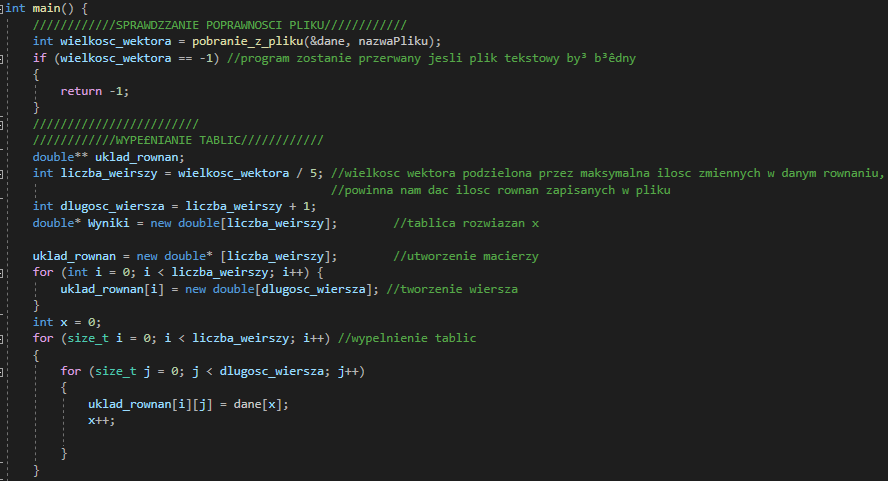 int main() {
////////////SPRAWDZZANIE POPRAWNOSCI PLIKU////////////
int wielkosc_wektora = pobranie_z_pliku(&dane, nazwaPliku);
if (wielkosc_wektora == -1) //program zostanie przerwany jesli plik tekstowy by³ b³êdny
{
return -1;
}
////////////////////////
////////////WYPE£NIANIE TABLIC////////////
double** uklad_rownan;
int liczba_weirszy = wielkosc_wektora / 5; //wielkosc wektora podzielona przez maksymalna ilosc zmiennych w danym rownaniu,
//powinna nam dac ilosc rownan zapisanych w pliku
int dlugosc_wiersza = liczba_weirszy + 1;
double* Wyniki = new double[liczba_weirszy]; //tablica rozwiazan x
uklad_rownan = new double* [liczba_weirszy]; //utworzenie macierzy
for (int i = 0; i < liczba_weirszy; i++) {
uklad_rownan[i] = new double[dlugosc_wiersza]; //tworzenie wiersza
}
int x = 0;
for (size_t i = 0; i < liczba_weirszy; i++) //wypelnienie tablic
{
for (size_t j = 0; j < dlugosc_wiersza; j++)
{
uklad_rownan[i][j] = dane[x];
x++;
}
}